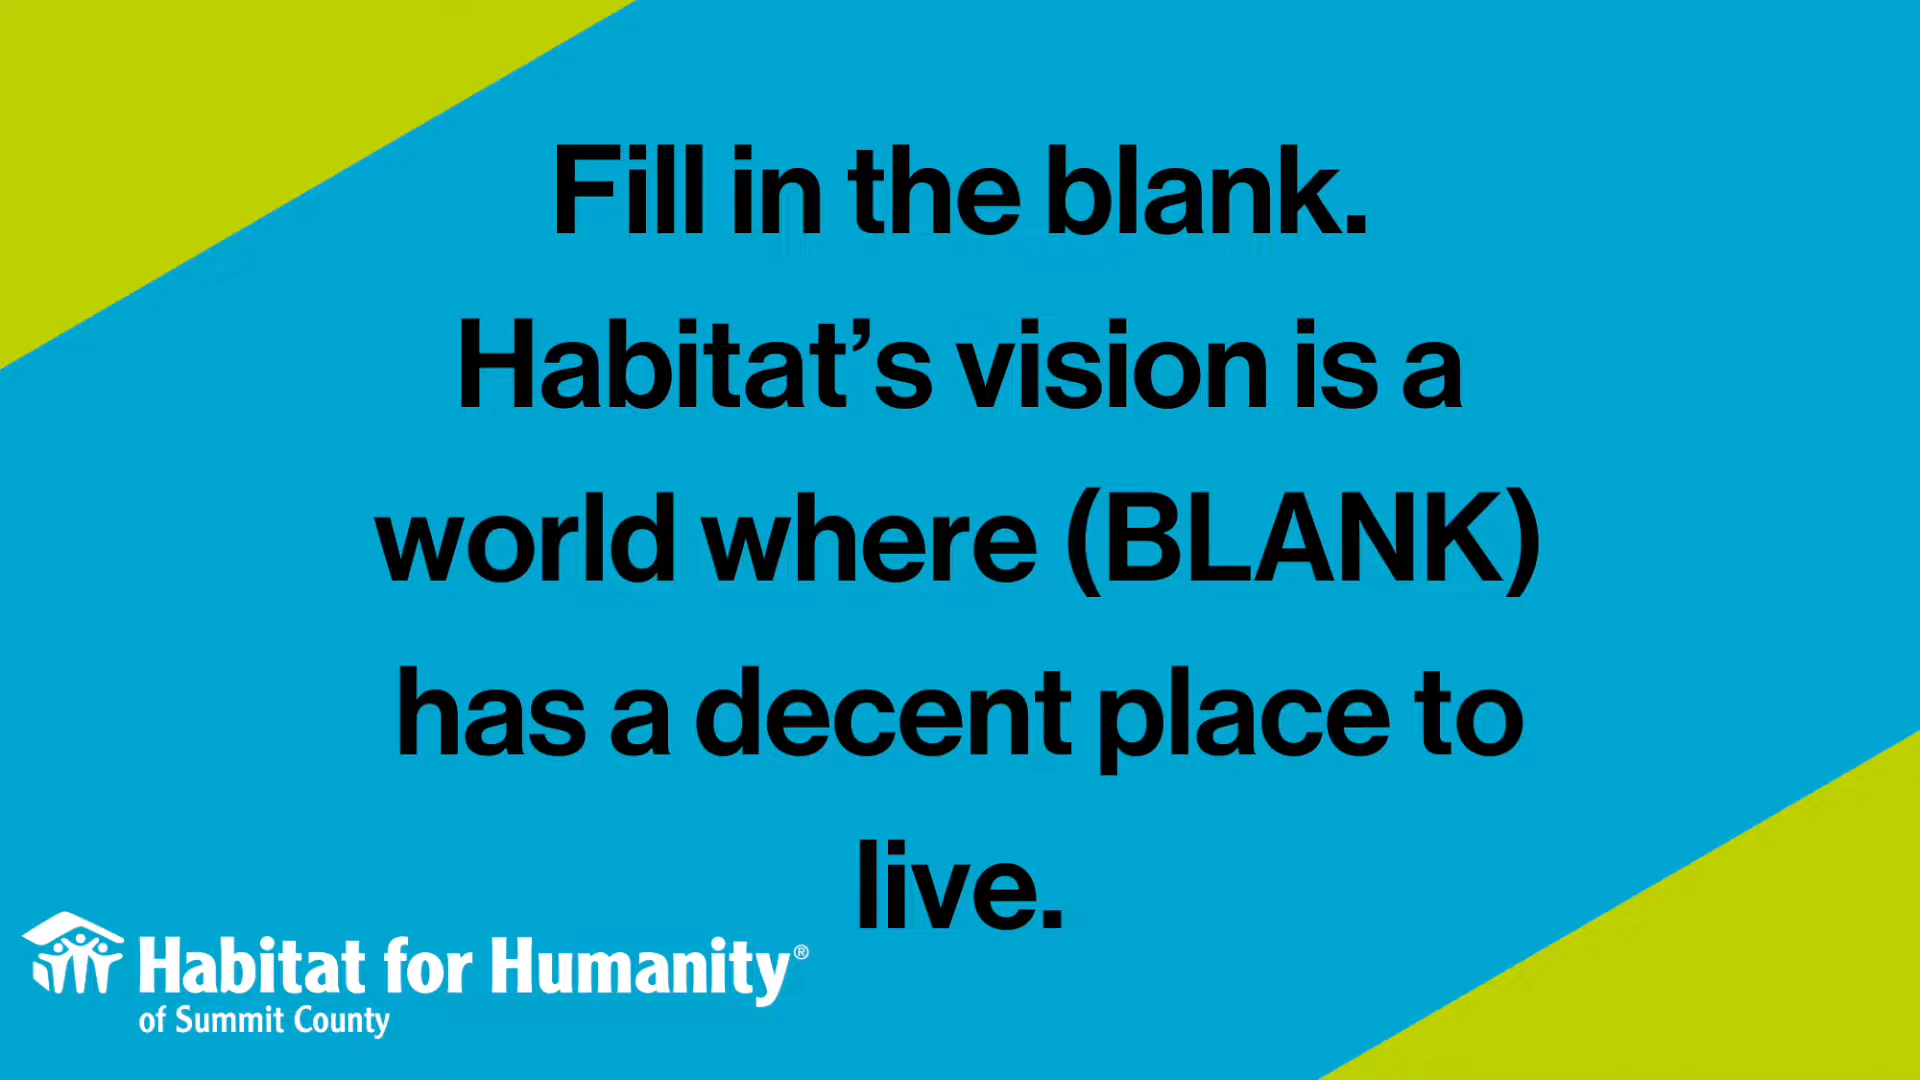 Fill in the blank.
Habitat’s vision is a
world where (BLANK)
has a decent place to
live.
Habitat for Humanity®
of Summit County